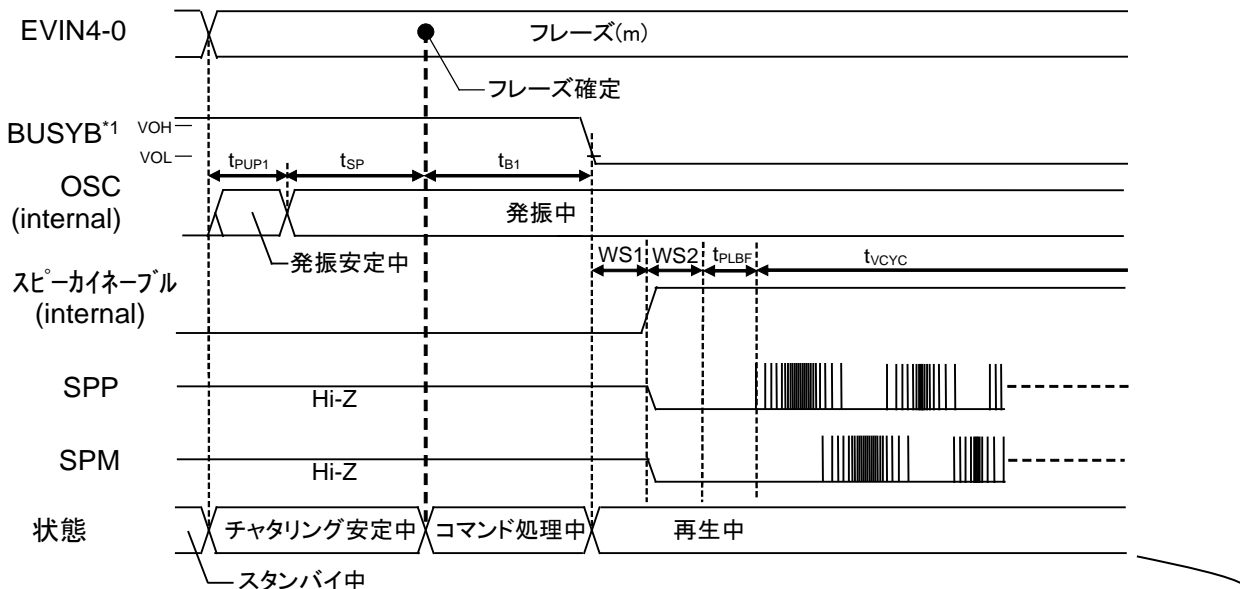 EVIN4-0
フレーズ(m)
フレーズ確定
BUSYB*1
VOH
VOL
tPUP1
tSP
tB1
OSC
(internal)
発振中
発振安定中
WS1
WS2
tPLBF
tVCYC
スピーカイネーブル
(internal)
SPP
Hi-Z
SPM
Hi-Z
状態
チャタリング安定中
コマンド処理中
再生中
スタンバイ中